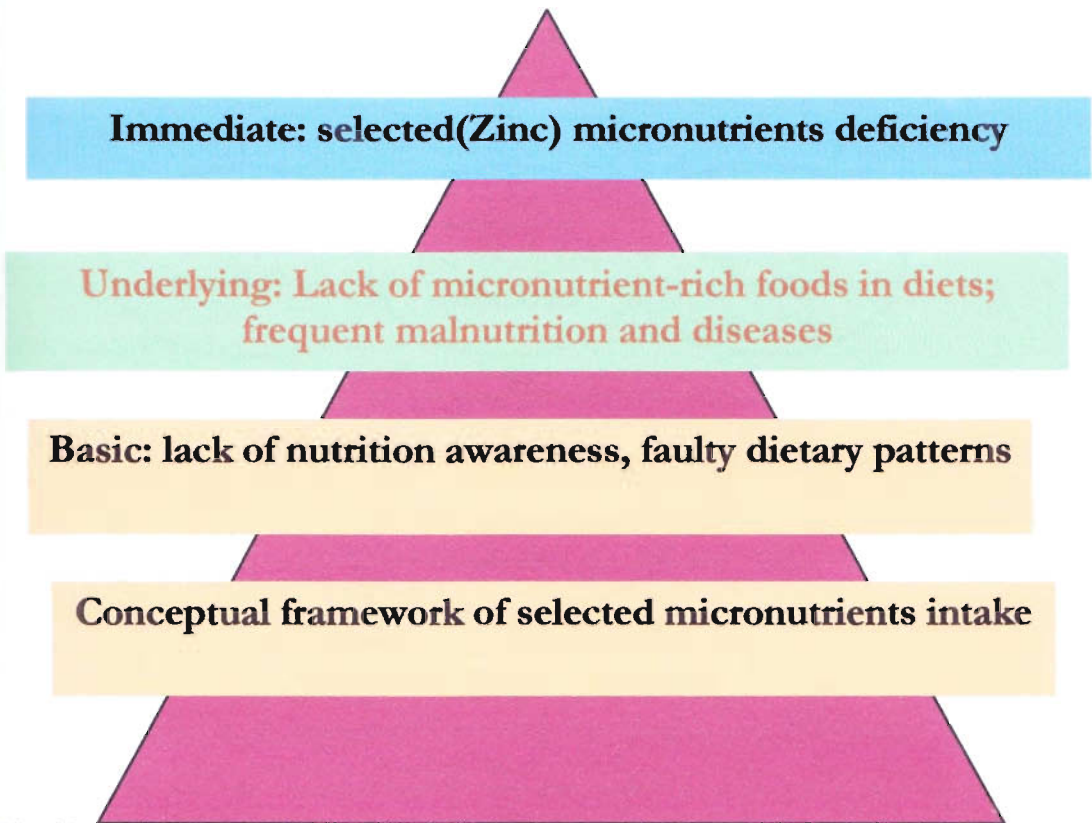 Immediate: selected(Zinc) micronutrients deficiency
Underlying: Lack of micronutrient-rich foods in diets;
frequent malnutrition and diseases
Basic: lack of nutrition awareness, faulty dietary patterns
Conceptual framework of selected micronutrients intake